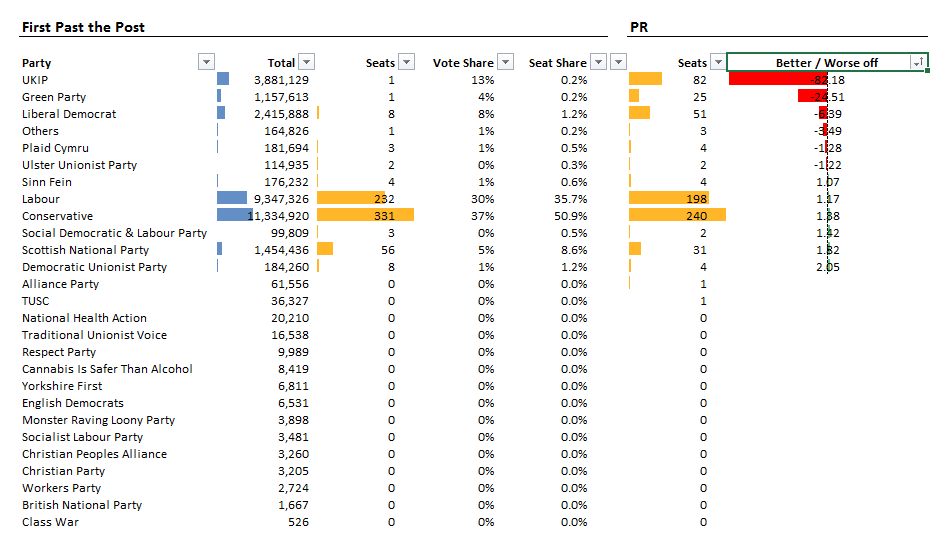 First Past the Post PR
Party Total Seats Vote Share Seat Share Seats Better / Worse off
UKIP 3,881,129 1 13% 0.2% 82 -82.18
Green Party 1,157,613 1 4% 0.2% 25 -24.51
Liberal Democrat 2,415,888 8 8% 1.2% 51 -6.39
Others 164,826 1 1% 0.2% 3 -3.49
Plaid Cymru 181,694 3 1% 0.5% 4 -1.28
Ulster Unionist Party 114,935 2 0% 0.3% 2 -1.22
Sinn Fein 176,232 4 1% 0.6% 4 1.07
Labour 9,347,326 232 30% 35.7% 198 1.17
Conservative 11,334,920 331 37% 50.9% 240 1.38
Social Democratic & Labour Party 99,809 3 0% 0.5% 2 1.42
Scottish National Party 1,454,436 56 5% 8.6% 31 1.82
Democratic Unionist Party 184,260 8 1% 1.2% 4 2.05
Alliance Party 61,556 0 0% 0.0% 1
TUSC 36,327 0 0% 0.0% 1
National Health Action 20,210 0 0% 0.0% 0
Traditional Unionist Voice 16,538 0 0% 0.0% 0
Respect Party 9,989 0 0% 0.0% 0
Cannabis Is Safer Than Alcohol 8,419 0 0% 0.0% 0
Yorkshire First 6,811 0 0% 0.0% 0
English Democrats 6,531 0 0% 0.0% 0
Monster Raving Loony Party 3,898 0 0% 0.0% 0
Socialist Labour Party 3,481 0 0% 0.0% 0
Christian Peoples Alliance 3,260 0 0% 0.0% 0
Christian Party 3,205 0 0% 0.0% 0
Workers Party 2,724 0 0% 0.0% 0
British National Party 1,667 0 0% 0.0% 0
Class War 526 0 0% 0.0% 0